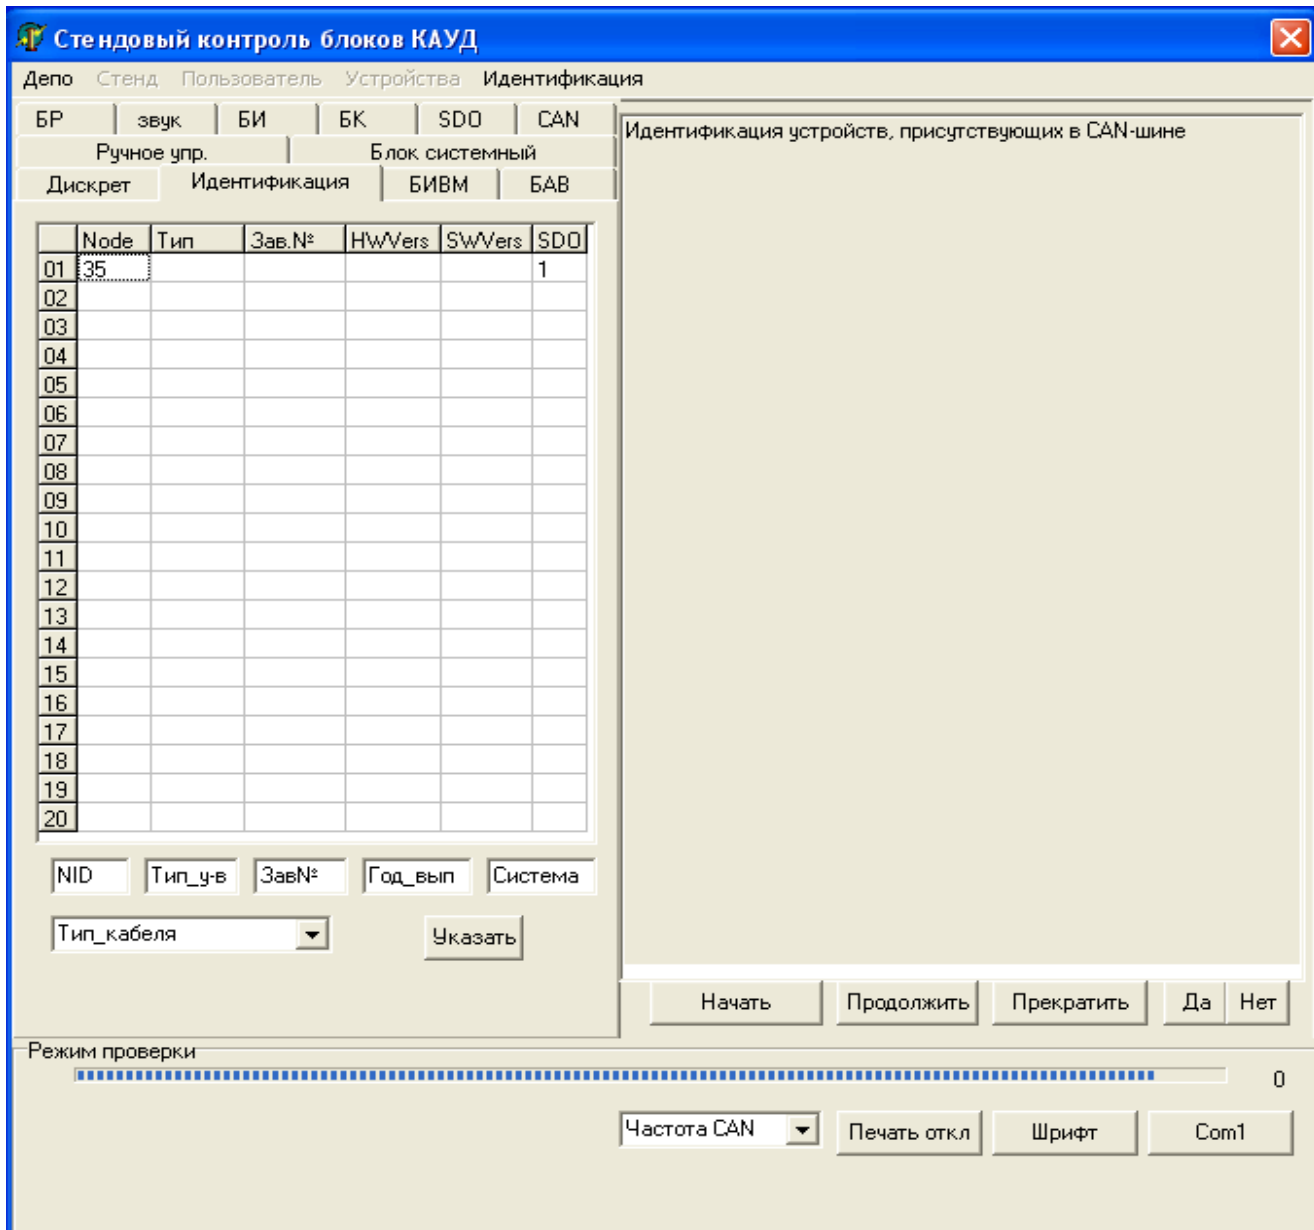 Стендовый контроль блоков КАУД
Депо Стенд Пользователь Устройства Идентификация
БР звук БИ БК SDO CAN
Ручное упр. Блок системный
Дискрет Идентификация БИВМ БАВ
Идентификация устройств, присутствующих в CAN-шине
Node Тип Зав.№ HWVers SWVers SDO
01 35 1
02
03
04
05
06
07
08
09
10
11
12
13
14
15
16
17
18
19
20
NID Тип_у-в Зав№ Год_вып Система
Тип_кабеля Указать
Начать Продолжить Прекратить Да Нет
Режим проверки
0
Частота CAN Печать откл Шрифт Com1